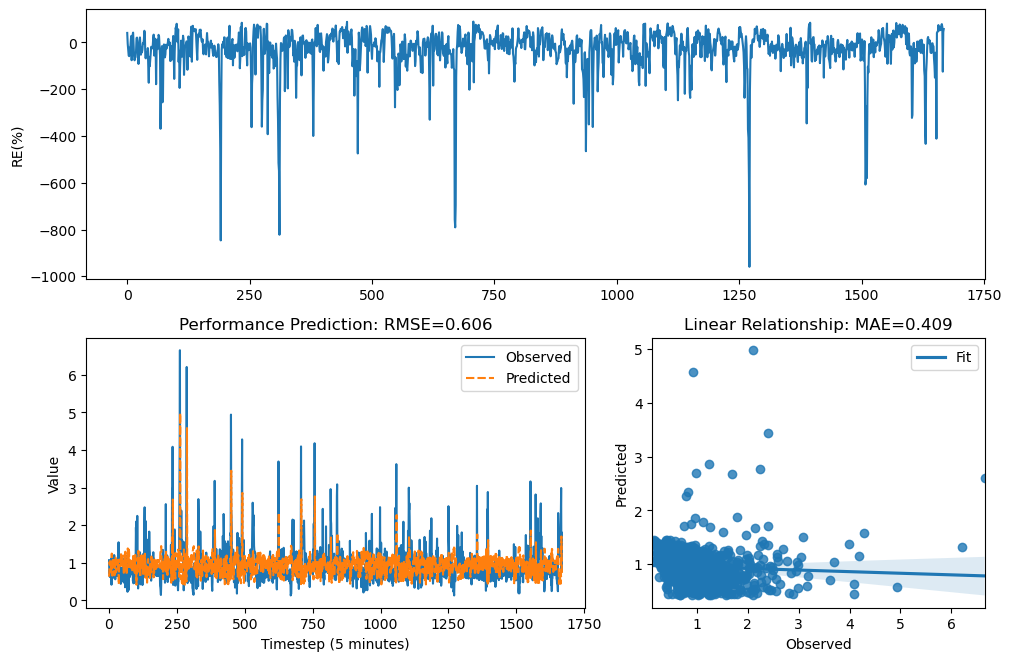 RE(%)
0
−200
−400
−600
−800
−1000
0 250 500 750 1000 1250 1500 1750
Performance Prediction: RMSE=0.606
Value
6
5
4
3
2
1
0
Observed
Predicted
0 250 500 750 1000 1250 1500 1750
Timestep (5 minutes)
Linear Relationship: MAE=0.409
Predicted
5
4
3
2
1
Fit
1 2 3 4 5 6
Observed